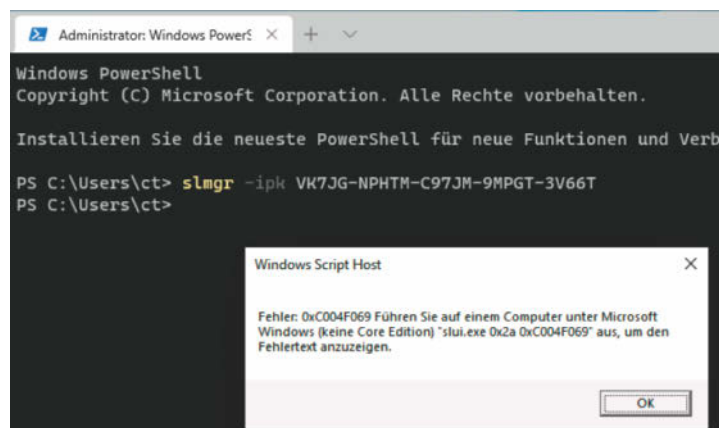 Administrator: Windows PowerS
Windows PowerShell
Copyright (C) Microsoft Corporation. Alle Rechte vorbehalten.
Installieren Sie die neueste PowerShell für neue Funktionen und Verb
PS C:\Users\ct> slmgr -ipk VK7JG-NPHTM-C97JM-9MPGT-3V66T
PS C:\Users\ct>
Windows Script Host
Fehler: 0xC004F069 Führen Sie auf einem Computer unter Microsoft
Windows (keine Core Edition) "slui.exe 0x2a 0xC004F069" aus, um den
Fehlertext anzuzeigen.
OK